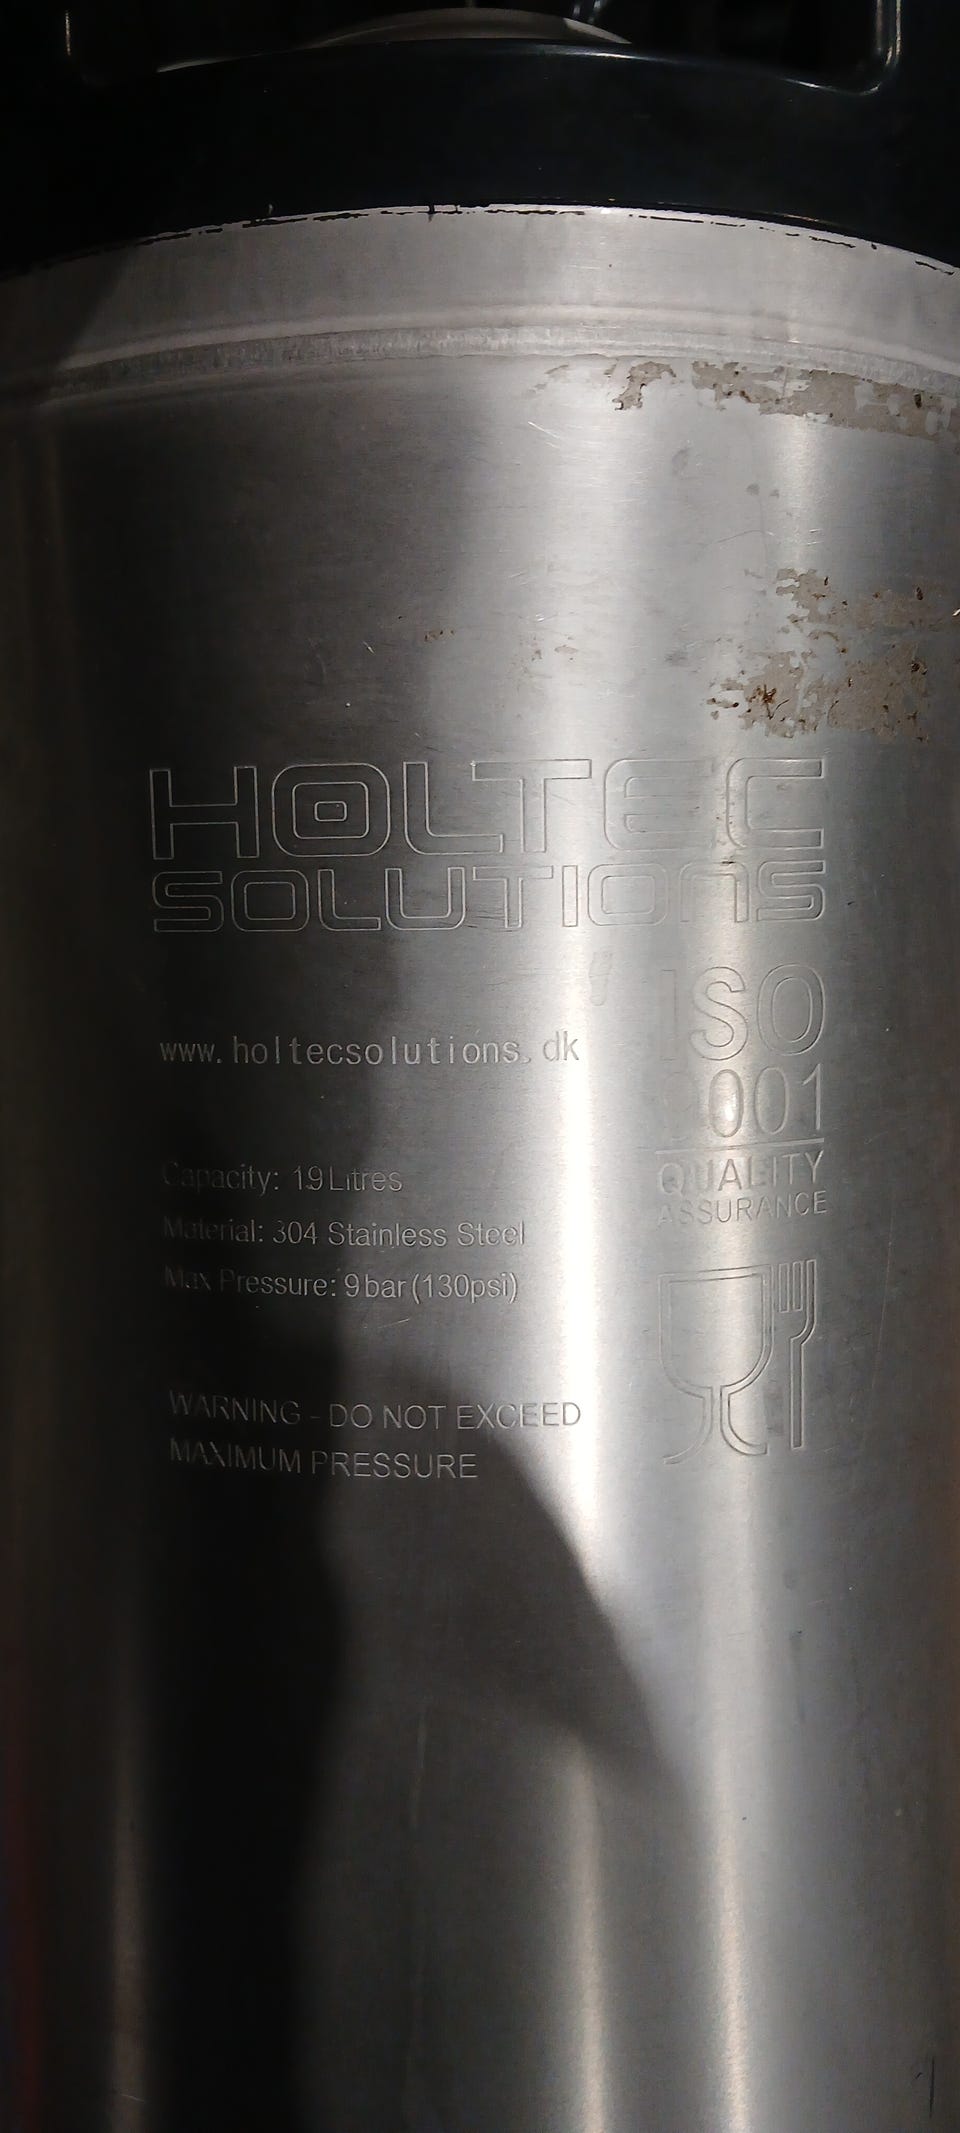 HOLTEC
SOLUTIONS
www.holtecsolutions.dk
ISO
9001
QUALITY
ASSURANCE
Capacity: 19 Litres
Material: 304 Stainless Steel
Max Pressure: 9 bar (130psi)
WARNING - DO NOT EXCEED
MAXIMUM PRESSURE